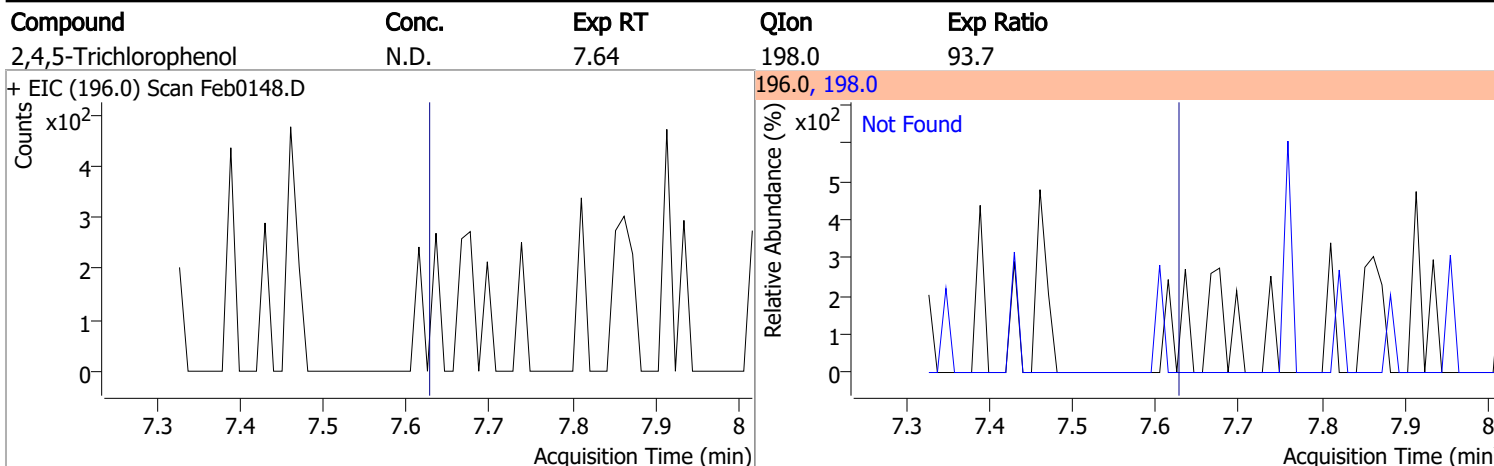 Compound Conc. Exp RT QIon Exp Ratio
2,4,5-Trichlorophenol N.D. 7.64 198.0 93.7
+ EIC (196.0) Scan Feb0148.D
Counts
x10²
4
3
2
1
0
7.3 7.4 7.5 7.6 7.7 7.8 7.9 8
Acquisition Time (min)
196.0, 198.0
Relative Abundance (%)
x10²
Not Found
5
4
3
2
1
0
7.3 7.4 7.5 7.6 7.7 7.8 7.9 8
Acquisition Time (min)